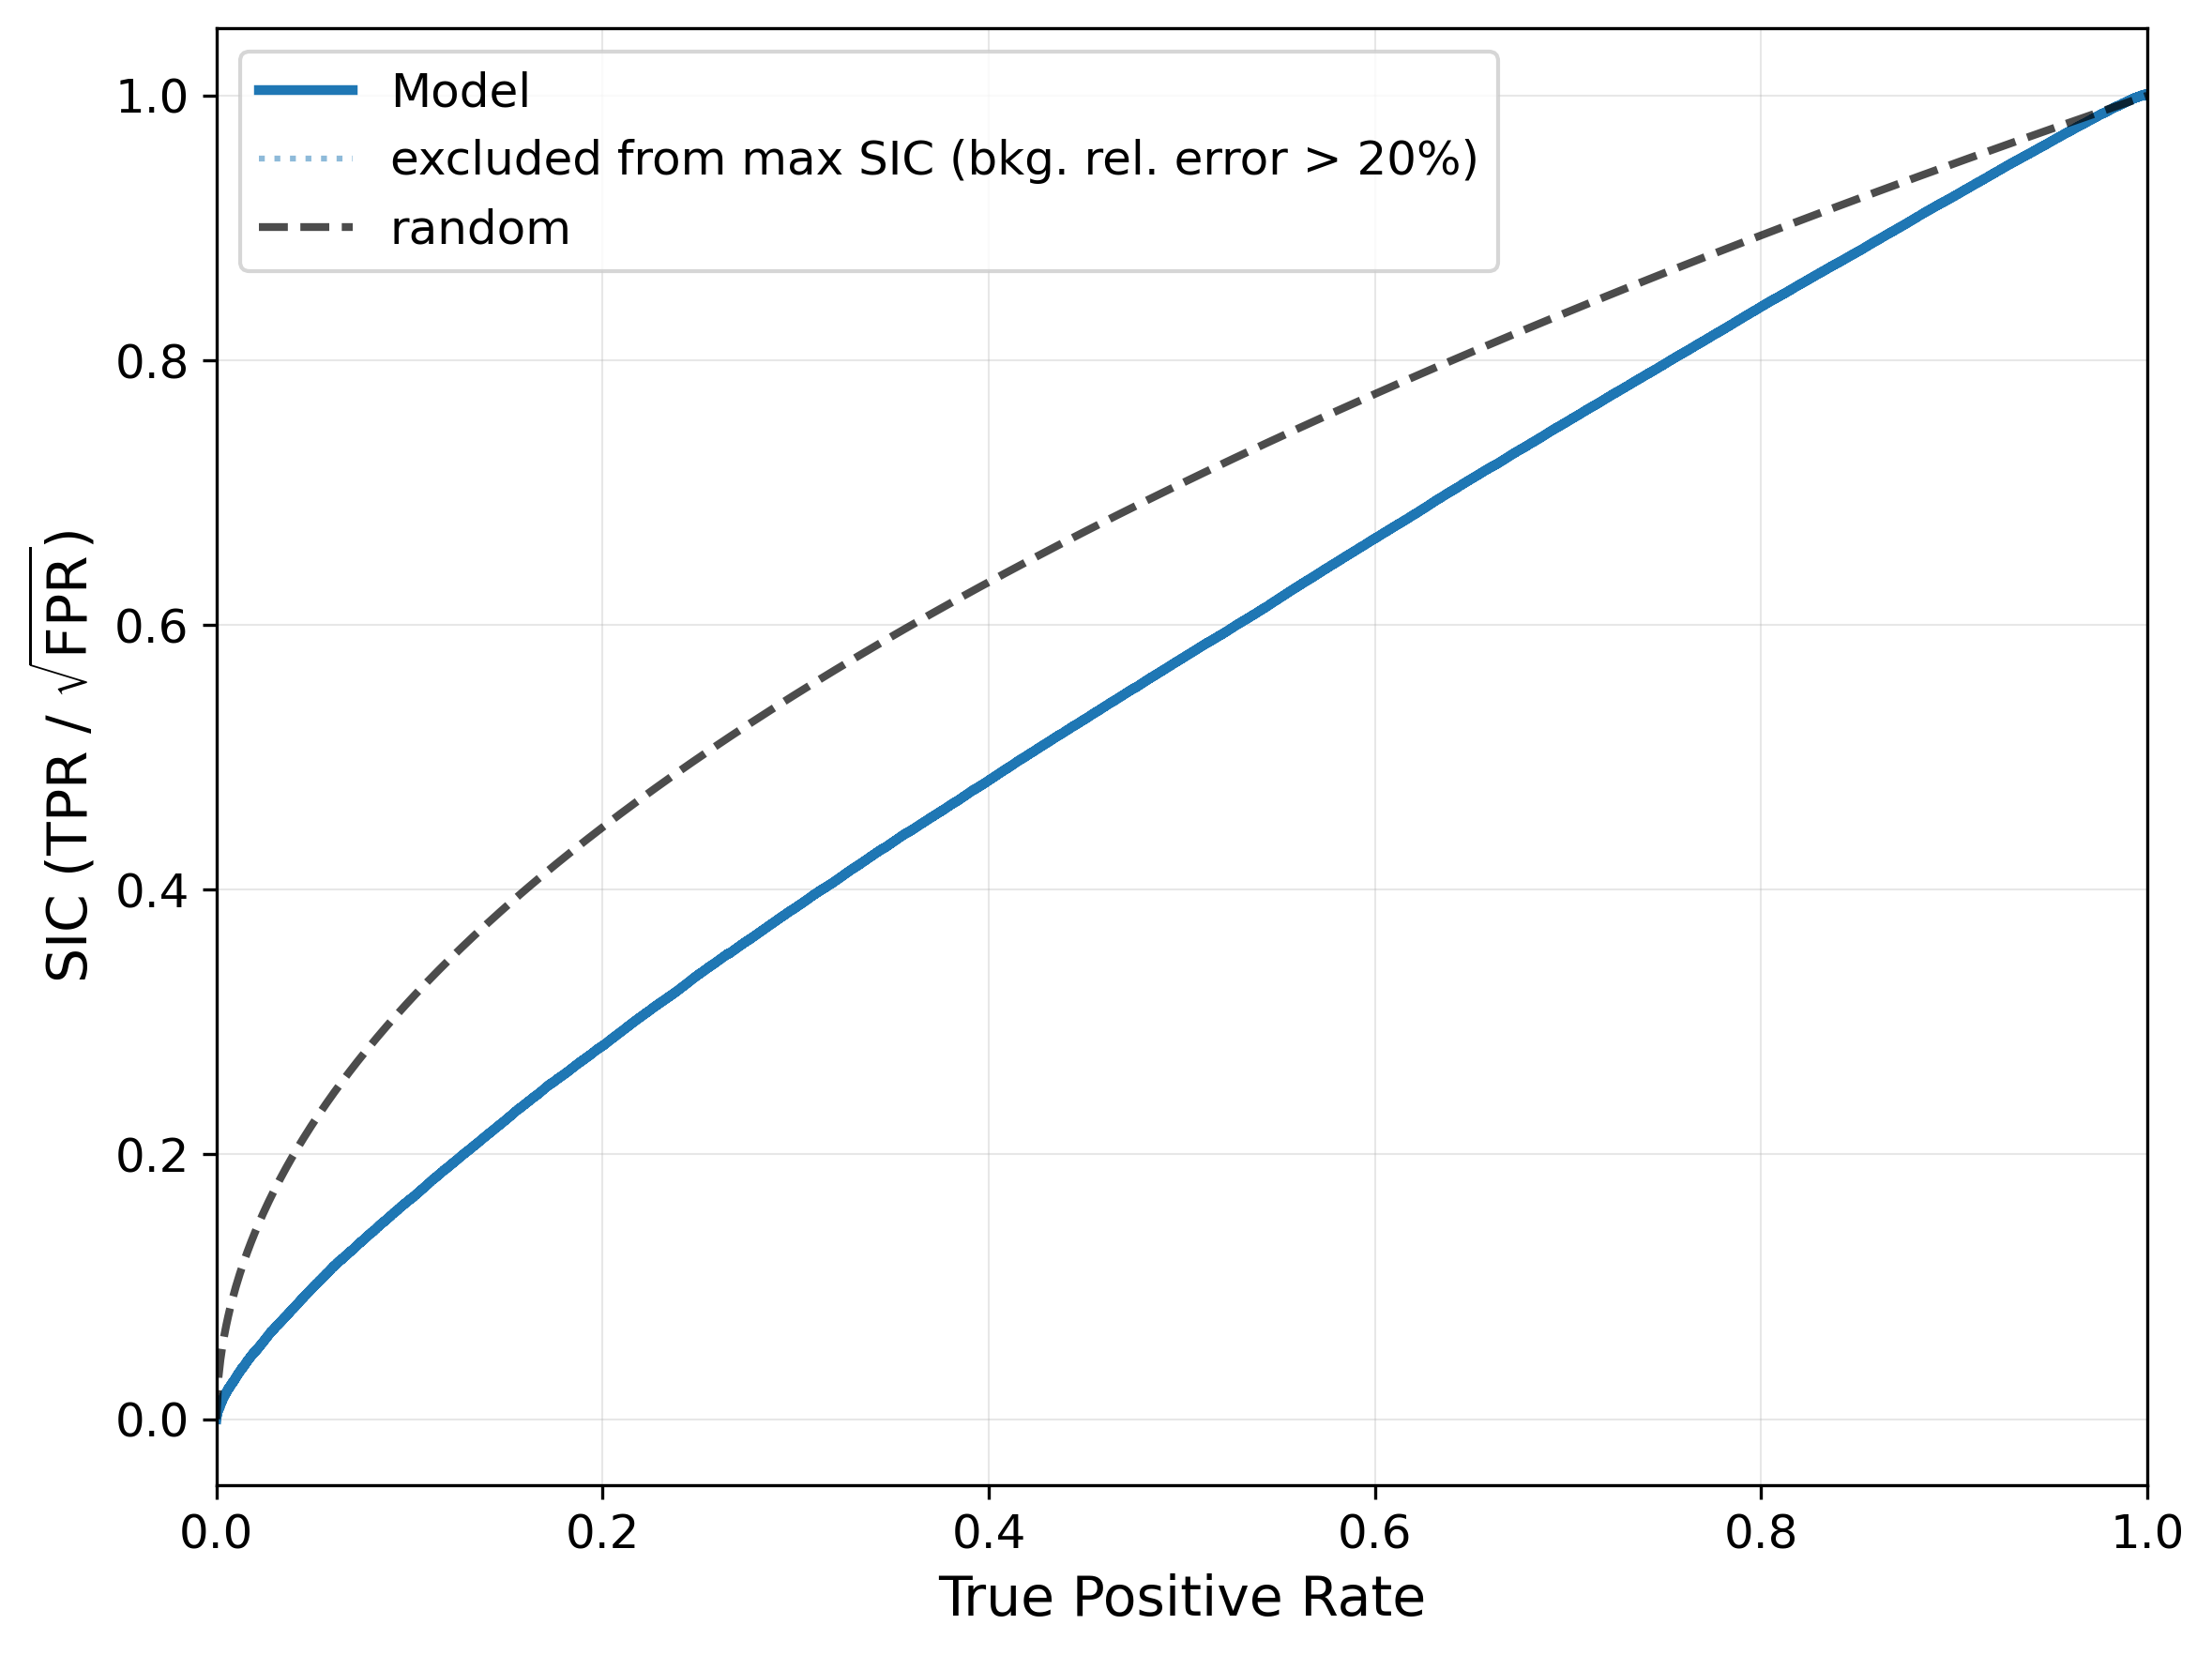 Model
excluded from max SIC (bkg. rel. error > 20%)
random
1.0
0.8
0.6
0.4
0.2
0.0
SIC (TPR / √FPR)
0.0 0.2 0.4 0.6 0.8 1.0
True Positive Rate